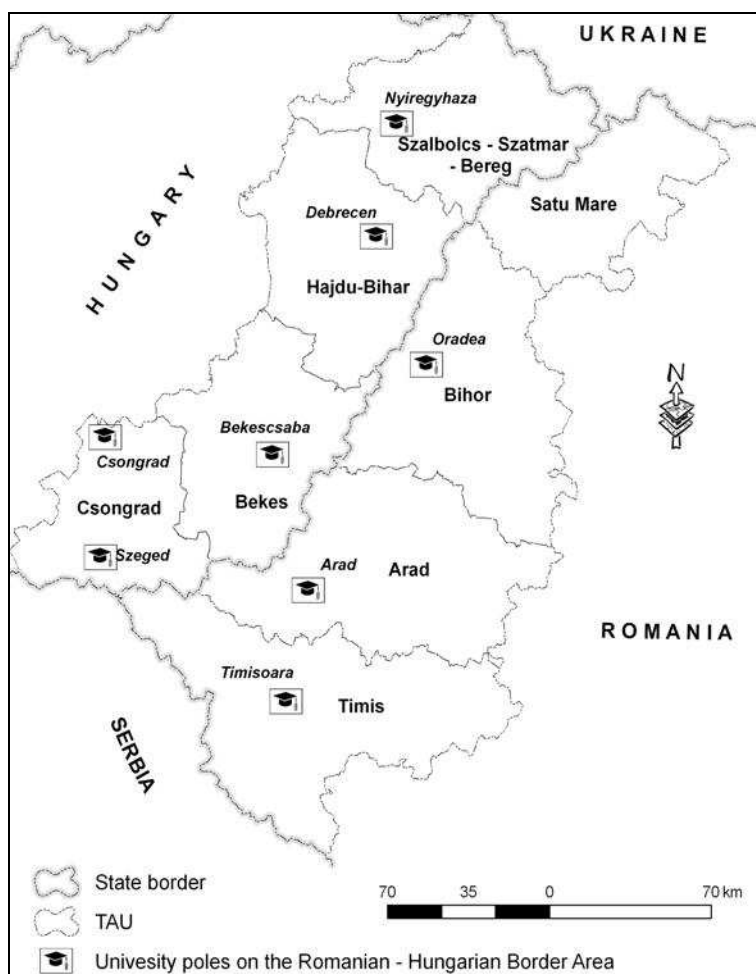 UKRAINE
Nyiregyhaza
Szalbolcs - Szatmar
- Bereg
Satu Mare
HUNGARY
Debrecen
Hajdu-Bihar
Oradea
Bihor
N
Bekescsaba
Bekes
Csongrad
Csongrad
Szeged
Arad
Arad
ROMANIA
Timisoara
Timis
SERBIA
State border
TAU
Univesity poles on the Romanian - Hungarian Border Area
70 35 0 70 km